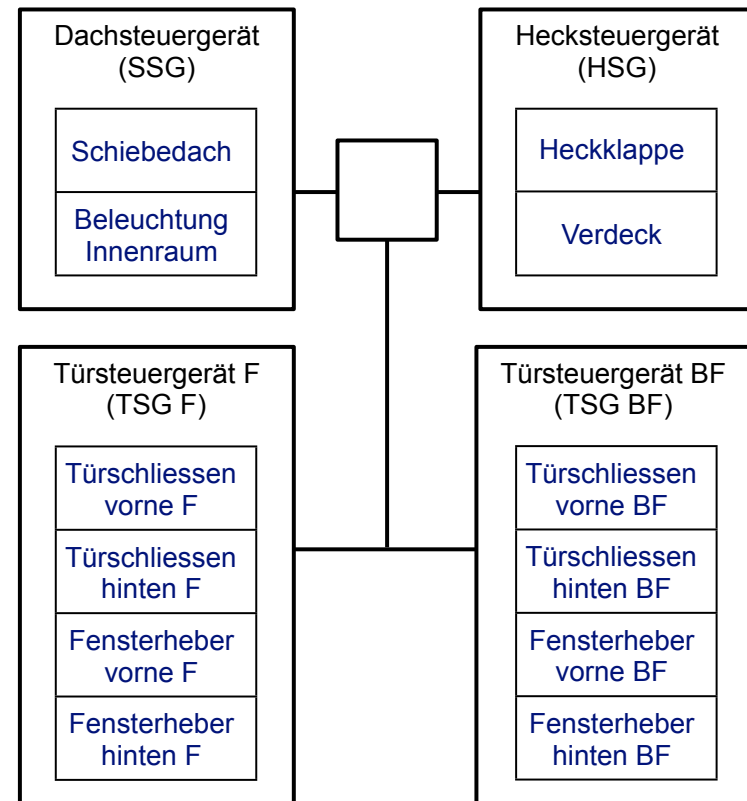 Dachsteuergerät
(SSG)
Schiebedach
Beleuchtung
Innenraum
Hecksteuergerät
(HSG)
Heckklappe
Verdeck
Türsteuergerät F
(TSG F)
Türschliessen
vorne F
Türschliessen
hinten F
Fensterheber
vorne F
Fensterheber
hinten F
Türsteuergerät BF
(TSG BF)
Türschliessen
vorne BF
Türschliessen
hinten BF
Fensterheber
vorne BF
Fensterheber
hinten BF